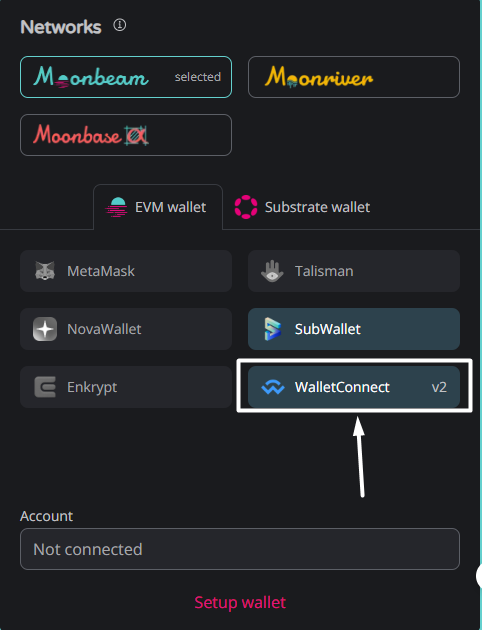 Networks
Moonbeam selected
Moonriver
Moonbase
EVM wallet
Substrate wallet
MetaMask
Talisman
NovaWallet
SubWallet
Enkrypt
WalletConnect v2
Account
Not connected
Setup wallet